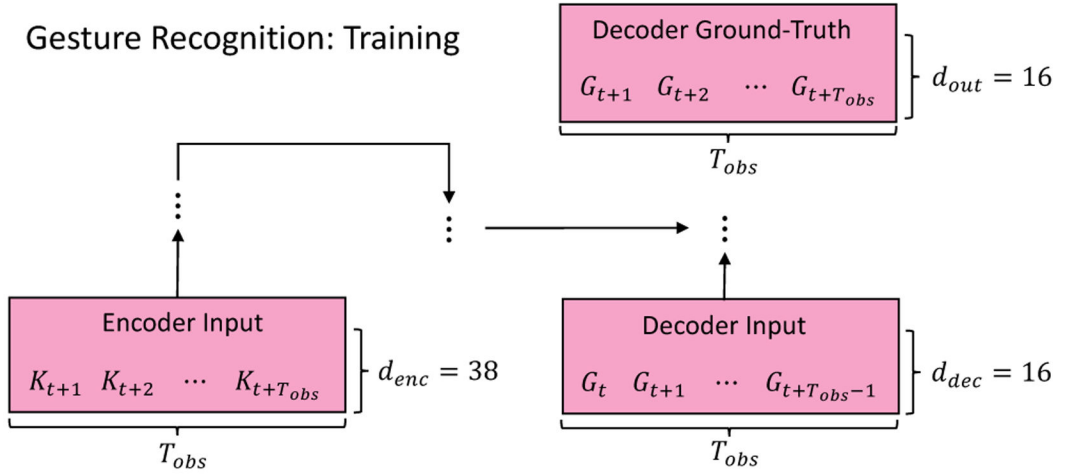 Gesture Recognition: Training
Decoder Ground-Truth
G_{t+1} G_{t+2} ⋯ G_{t+T_{obs}}
d_{out} = 16
T_{obs}
⋮ ⋮ ⋮
Encoder Input
K_{t+1} K_{t+2} ⋯ K_{t+T_{obs}}
d_{enc} = 38
T_{obs}
Decoder Input
G_t G_{t+1} ⋯ G_{t+T_{obs}-1}
d_{dec} = 16
T_{obs}